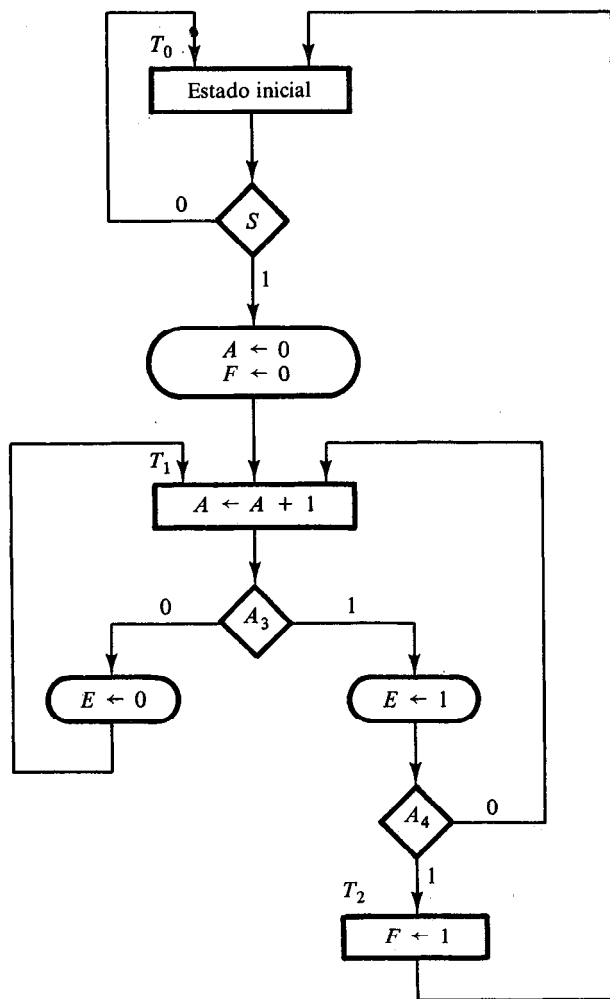 T₀
Estado inicial
0
S
1
A ← 0
F ← 0
T₁
A ← A + 1
0
A₃
1
E ← 0
E ← 1
A₄
0
1
T₂
F ← 1